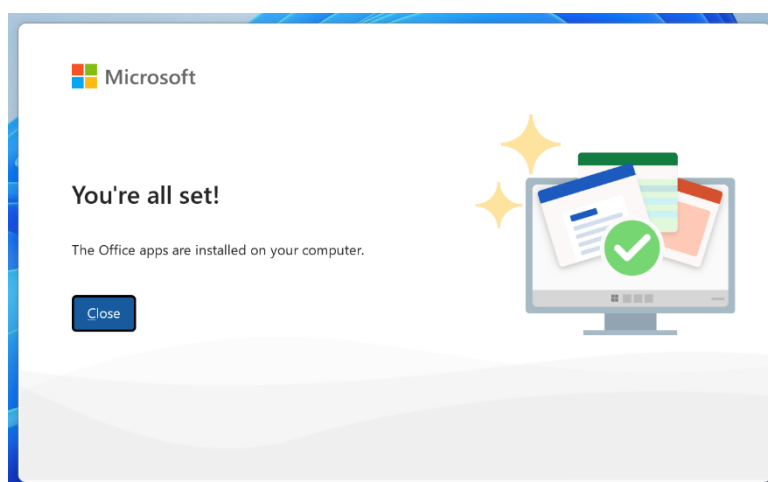 Microsoft
You're all set!
The Office apps are installed on your computer.
Close